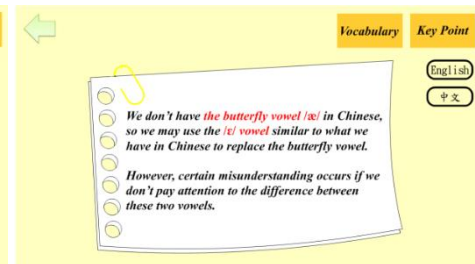 Vocabulary Key Point
English
中文
We don't have the butterfly vowel /æ/ in Chinese,
so we may use the /ɪ/ vowel similar to what we
have in Chinese to replace the butterfly vowel.
However, certain misunderstanding occurs if we
don't pay attention to the difference between
these two vowels.